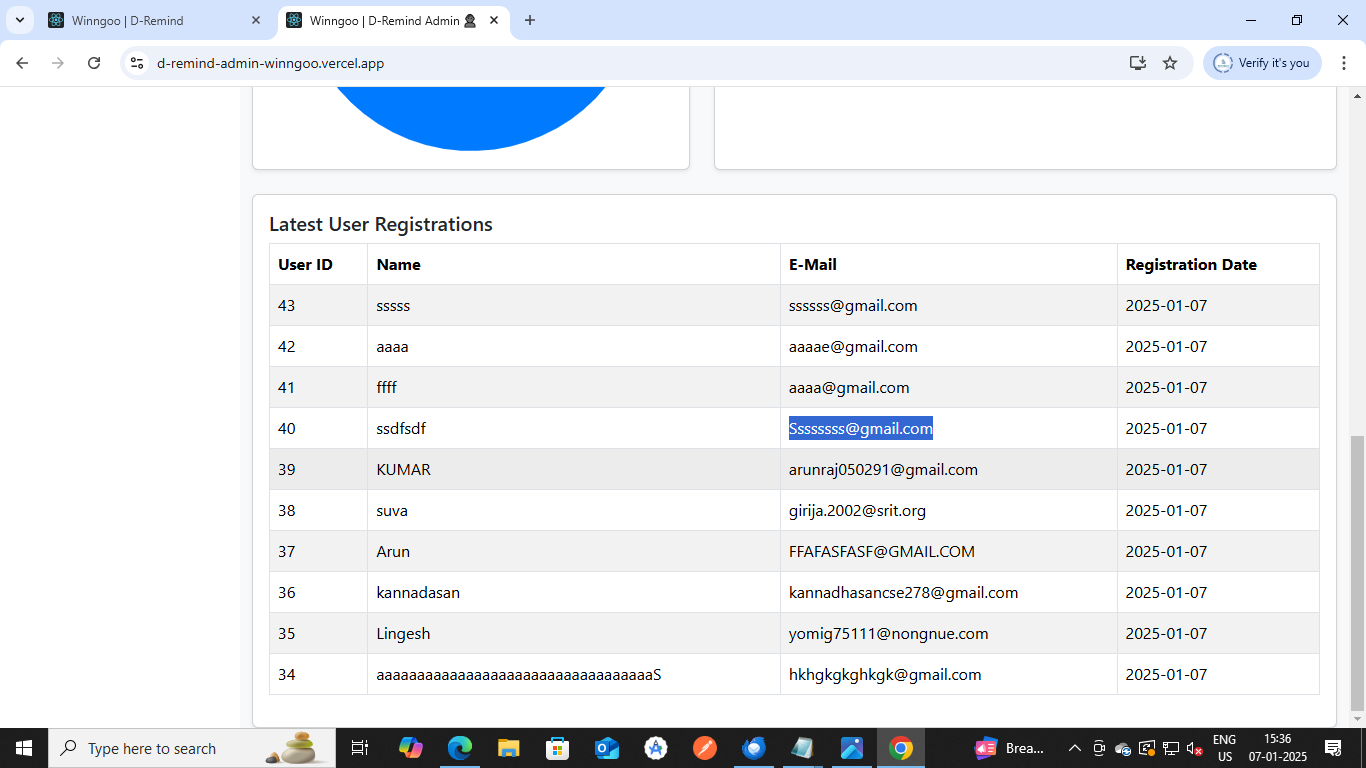 Winngoo | D-Remind
Winngoo | D-Remind Admin
d-remind-admin-winngoo.vercel.app
Verify it's you
Latest User Registrations
User ID Name E-Mail Registration Date
43 sssss ssssss@gmail.com 2025-01-07
42 aaaa aaaae@gmail.com 2025-01-07
41 ffff aaaa@gmail.com 2025-01-07
40 ssdfsdf Ssssssss@gmail.com 2025-01-07
39 KUMAR arunraj050291@gmail.com 2025-01-07
38 suva girija.2002@srit.org 2025-01-07
37 Arun FFAFASFASF@GMAIL.COM 2025-01-07
36 kannadasan kannadhasancse278@gmail.com 2025-01-07
35 Lingesh yomig75111@nongnue.com 2025-01-07
34 hkhgkgkghkgk@gmail.com 2025-01-07
Type here to search
Brea...
ENG
US
15:36
07-01-2025